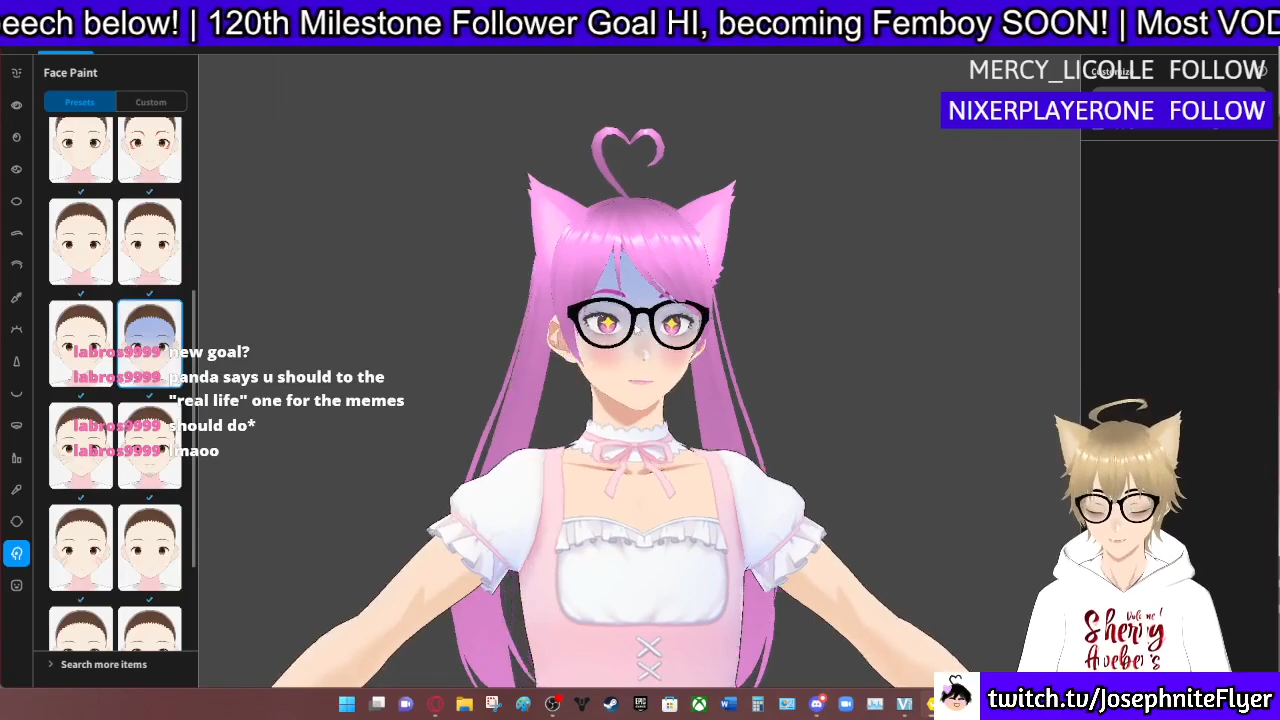 eech below! | 120th Milestone Follower Goal HI, becoming Femboy SOON! | Most VOD
Face Paint
MERCY_LICOLLE FOLLOW
Presets
Custom
NIXERPLAYERONE FOLLOW
labros9999 new goal?
labros9999 panda says u should to the
"real life" one for the memes
labros9999 should do*
labros9999 lmaoo
Search more items
twitch.tv/JosephniteFlyer